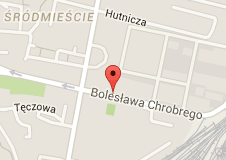 Hutnicza
ŚRÓDMIEŚCIE
Bolesława Chrobrego
Tęczowa